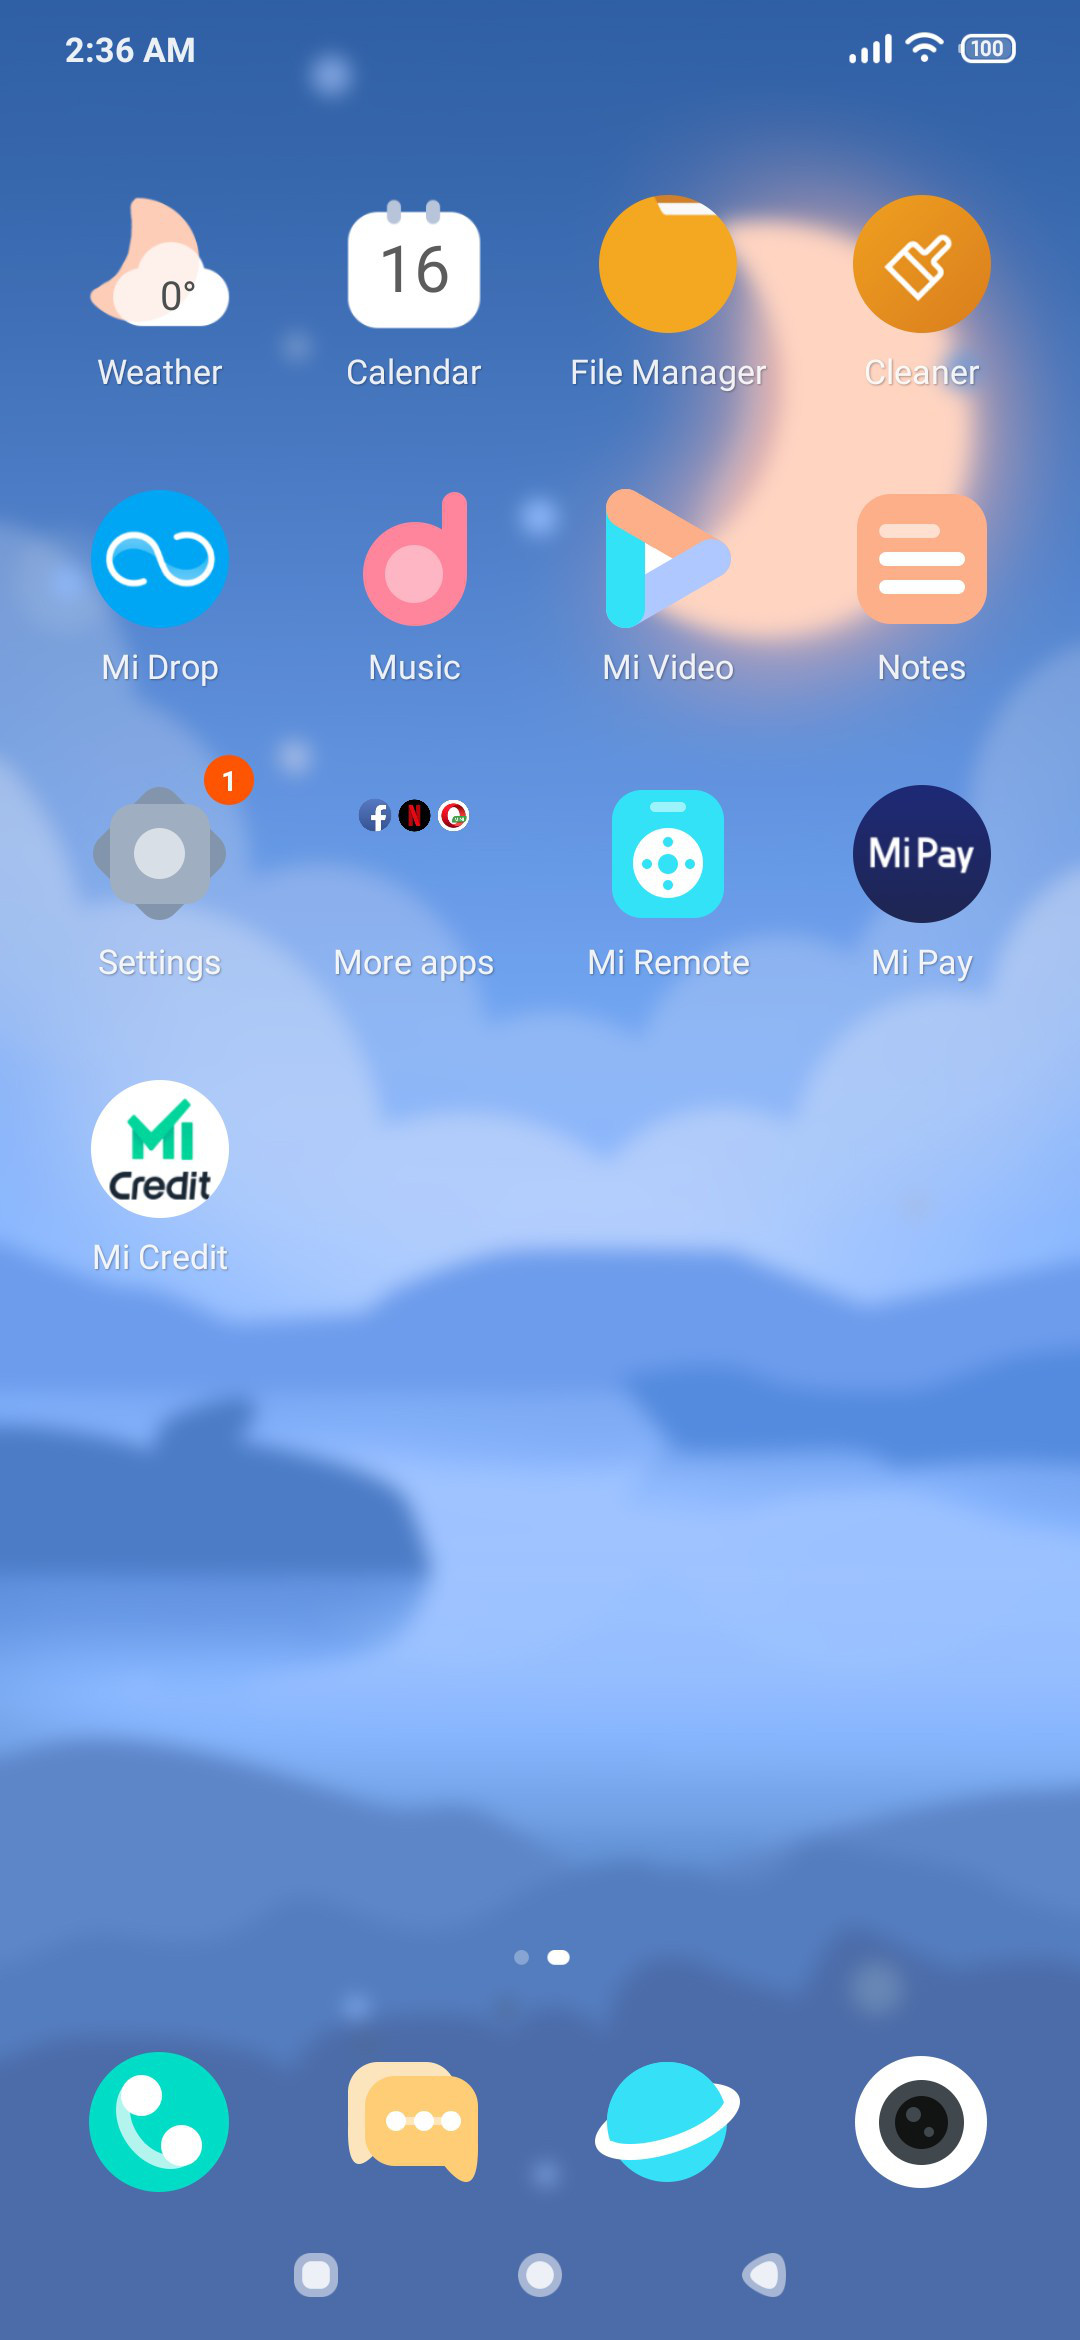 2:36 AM
100
0°
16
Weather
Calendar
File Manager
Cleaner
Mi Drop
Music
Mi Video
Notes
1
Mi Pay
Settings
More apps
Mi Remote
Mi Pay
Mi
Credit
Mi Credit